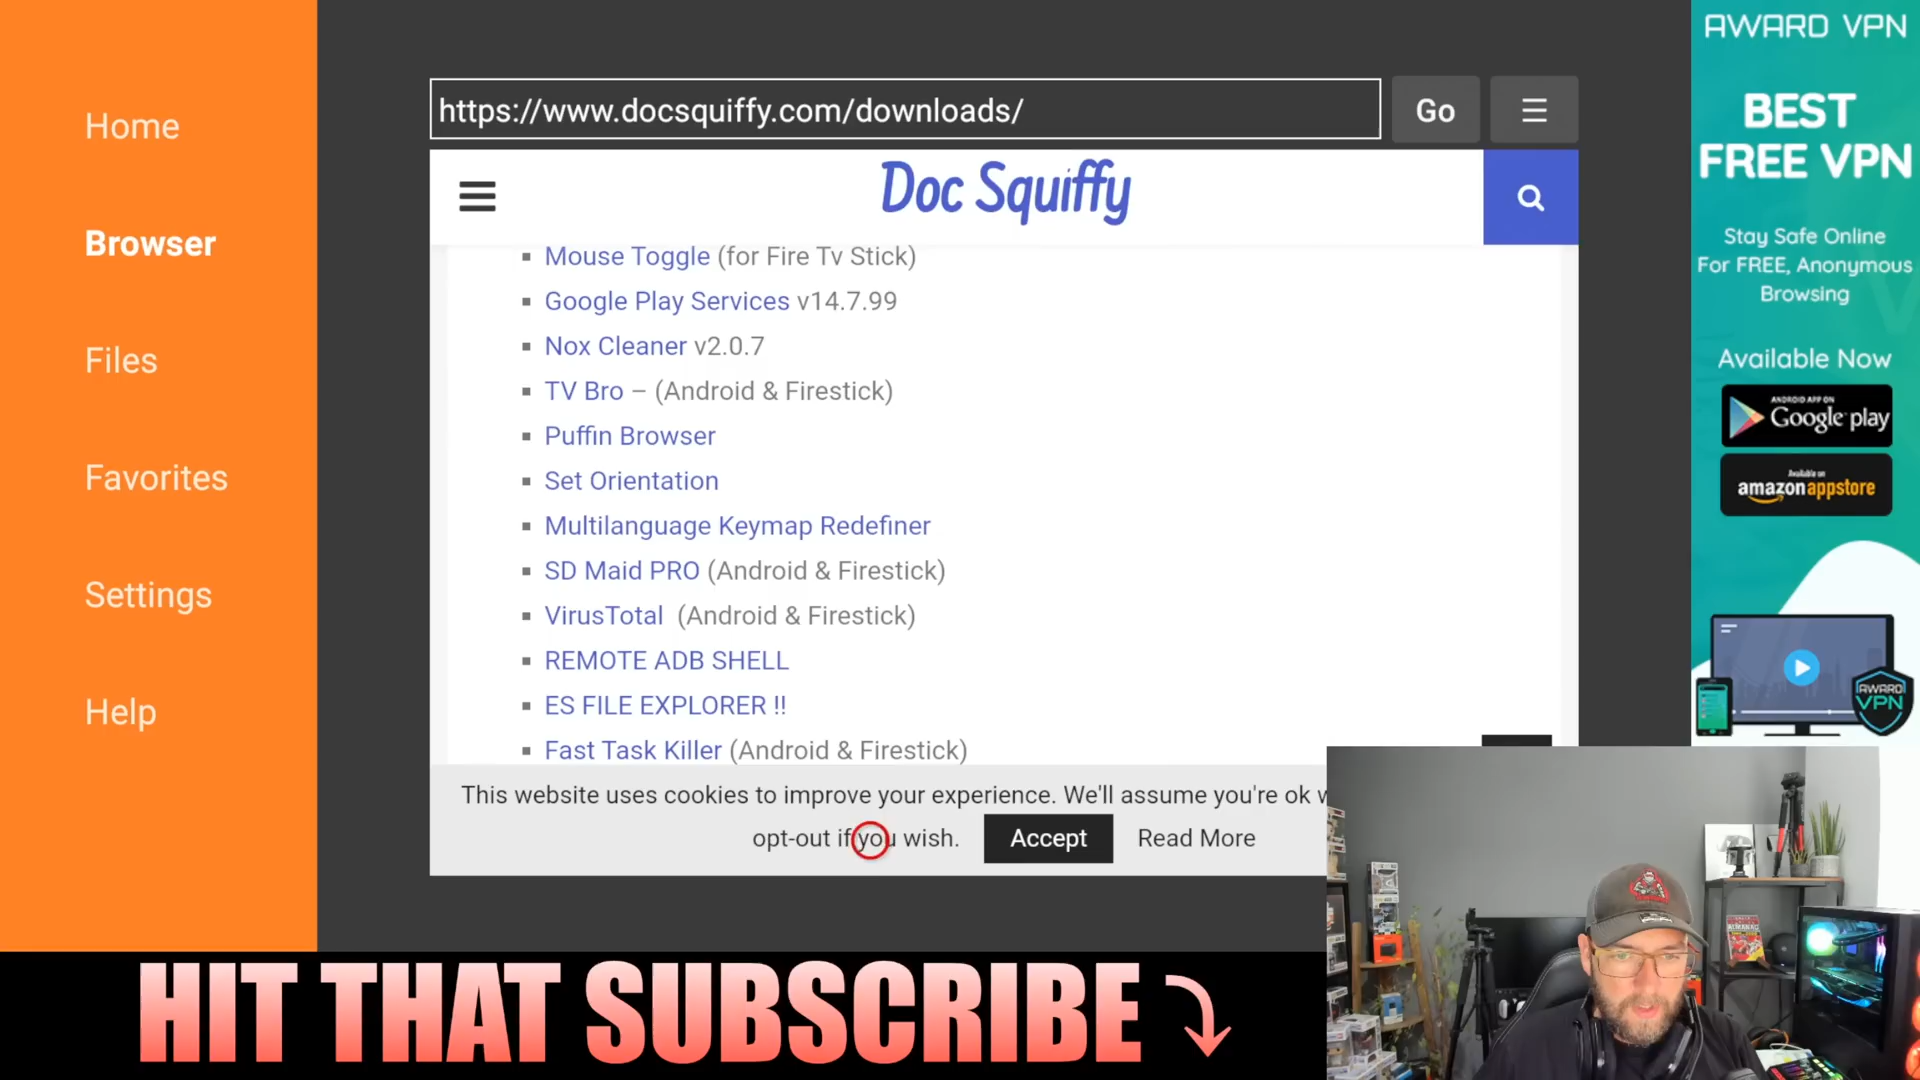 Home
Browser
Files
Favorites
Settings
Help
https://www.docsquiffy.com/downloads/
Go
Doc Squiffy
Mouse Toggle (for Fire Tv Stick)
Google Play Services v14.7.99
Nox Cleaner v2.0.7
TV Bro – (Android & Firestick)
Puffin Browser
Set Orientation
Multilanguage Keymap Redefiner
SD Maid PRO (Android & Firestick)
VirusTotal (Android & Firestick)
REMOTE ADB SHELL
ES FILE EXPLORER !!
Fast Task Killer (Android & Firestick)
This website uses cookies to improve your experience. We'll assume you're ok
opt-out if you wish.
Accept
Read More
AWARD VPN
BEST
FREE VPN
Stay Safe Online
For FREE, Anonymous
Browsing
Available Now
ANDROID APP ON
Google play
Available on
amazon appstore
AWARD
VPN
HIT THAT SUBSCRIBE